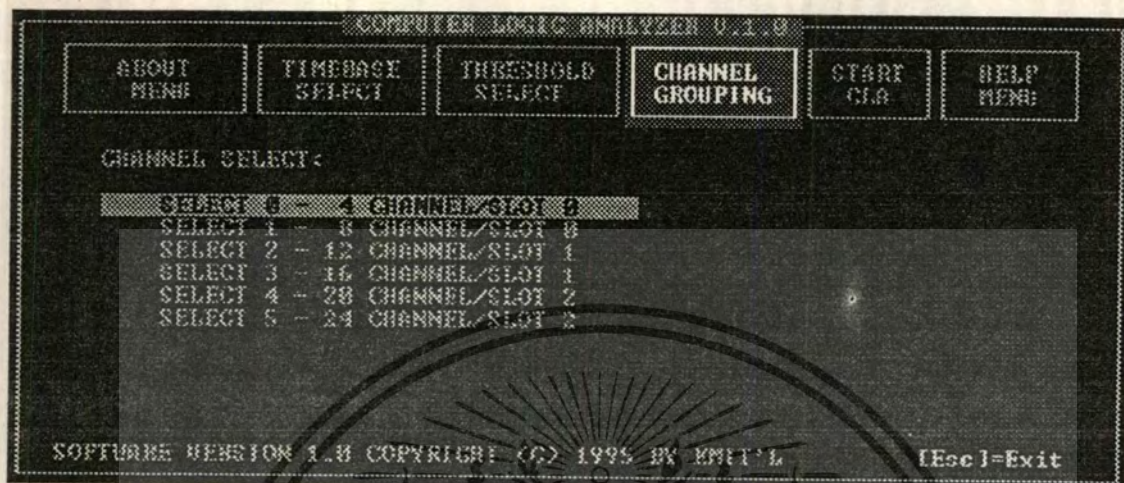 COMPUTER LOGIC ANALYZER V.1.0
ABOUT MENU
TIMEBASE SELECT
THRESHOLD SELECT
CHANNEL GROUPING
START CLA
HELP MENU
CHANNEL SELECT:
SELECT 0 - 4 CHANNEL/SLOT 0
SELECT 1 - 8 CHANNEL/SLOT 0
SELECT 2 - 12 CHANNEL/SLOT 1
SELECT 3 - 16 CHANNEL/SLOT 1
SELECT 4 - 20 CHANNEL/SLOT 2
SELECT 5 - 24 CHANNEL/SLOT 2
SOFTWARE VERSION 1.0 COPYRIGHT (C) 1995 BY KMIT'L
[Esc]=Exit